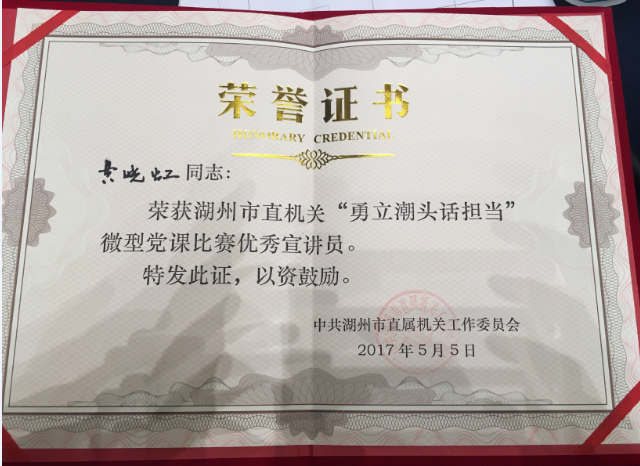 荣誉证书
HONORARY CREDENTIAL
晓虹同志：
荣获湖州市直机关“勇立潮头话担当”
微型党课比赛优秀宣讲员。
特发此证，以资鼓励。
中共湖州市直属机关工作委员会
2017年5月5日